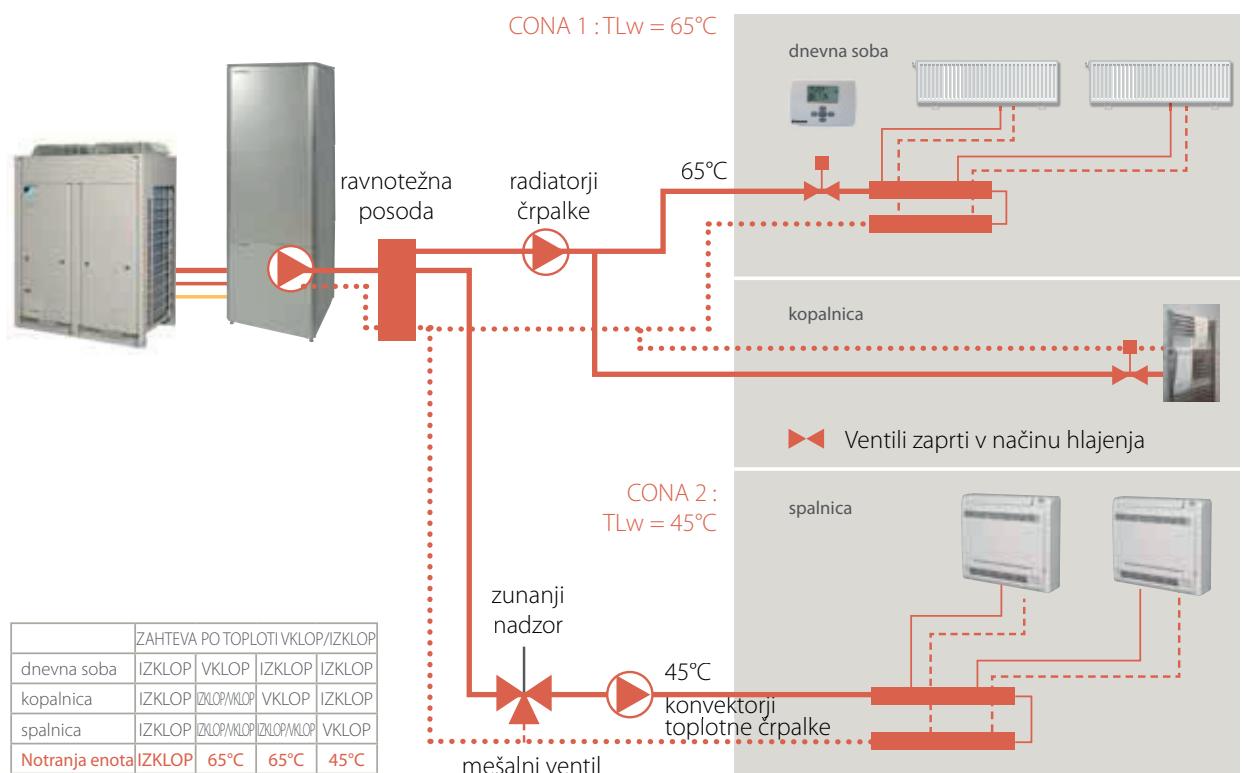 CONA 1 : TLw = 65°C
dnevna soba
65°C
ravnotežna
posoda
radiatorji
črpalke
kopalnica
Ventili zaprti v načinu hlajenja
CONA 2 :
TLw = 45°C
spalnica
zunanji
nadzor
45°C
konvektorji
toplotne črpalke
mešalni ventil
ZAHTEVA PO TOPLOTI VKLOP/IZKLOP
dnevna soba IZKLOP VKLOP IZKLOP IZKLOP
kopalnica IZKLOP IZKLOP/VKLOP VKLOP IZKLOP
spalnica IZKLOP IZKLOP/VKLOP IZKLOP/VKLOP VKLOP
Notranja enota IZKLOP 65°C 65°C 45°C